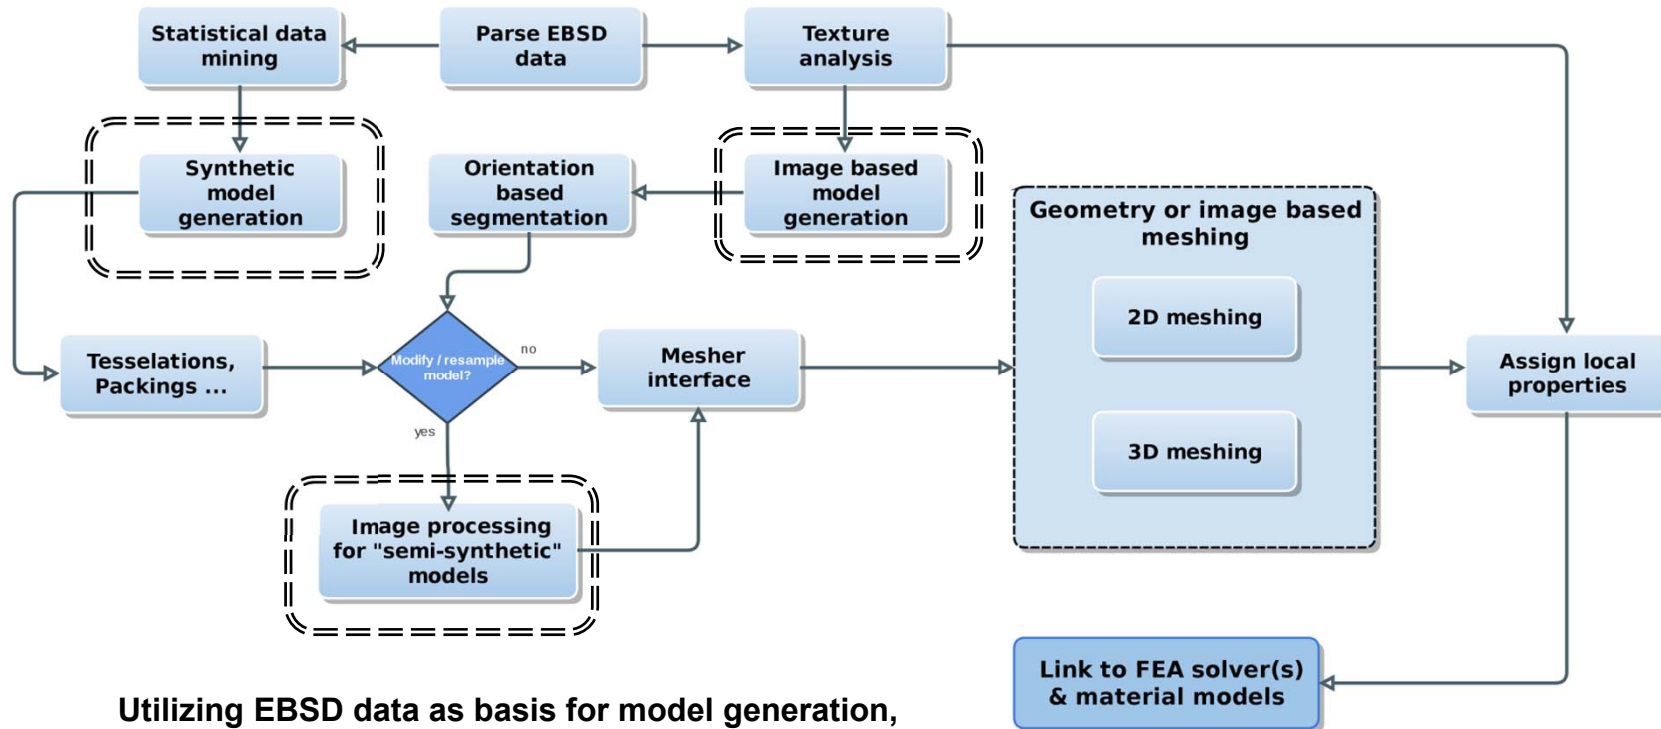 Statistical data
mining
Parse EBSD
data
Texture
analysis
Synthetic
model
generation
Orientation
based
segmentation
Image based
model
generation
Geometry or image based
meshing
2D meshing
3D meshing
Tesselations,
Packings ...
Modify / resample
model?
no
yes
Mesher
interface
Assign local
properties
Image processing
for "semi-synthetic"
models
Link to FEA solver(s)
& material models
Utilizing EBSD data as basis for model generation,